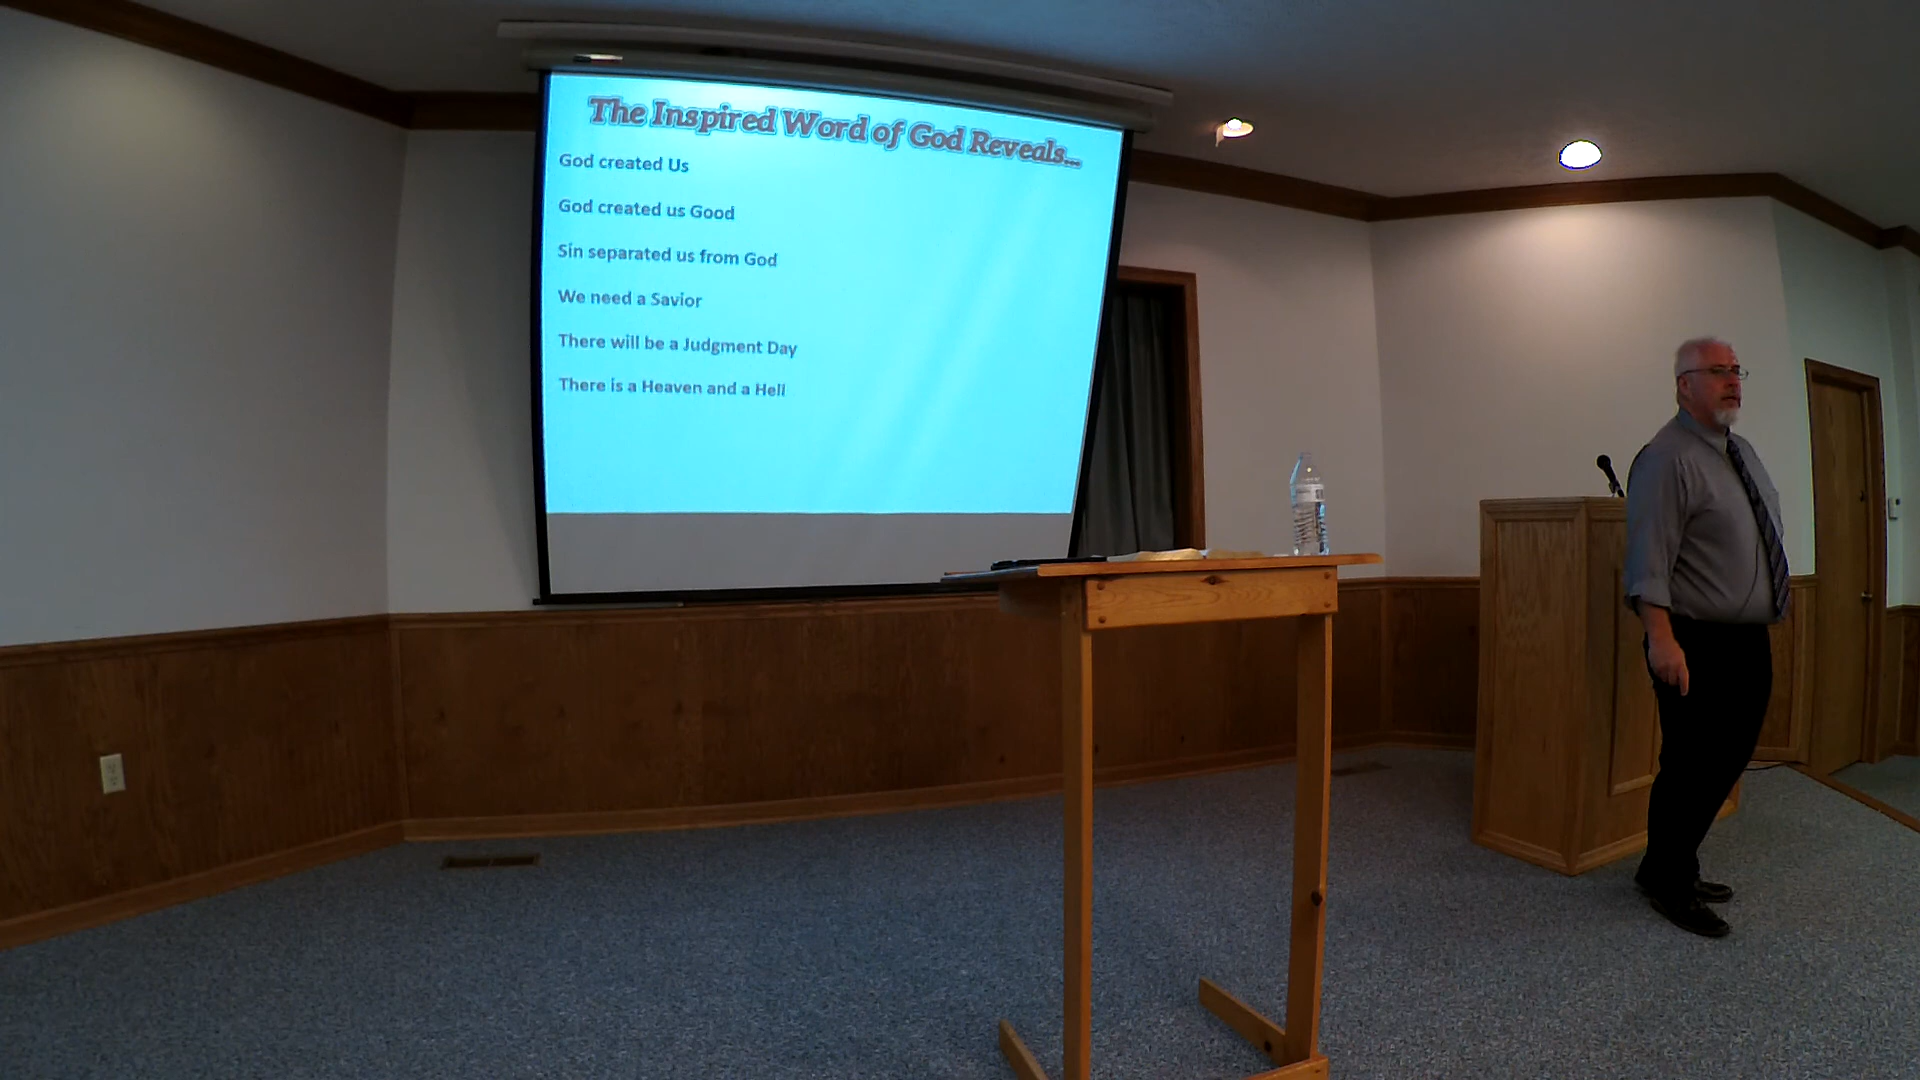 The Inspired Word of God Reveals...
God created Us
God created us Good
Sin separated us from God
We need a Savior
There will be a Judgment Day
There is a Heaven and a Hell